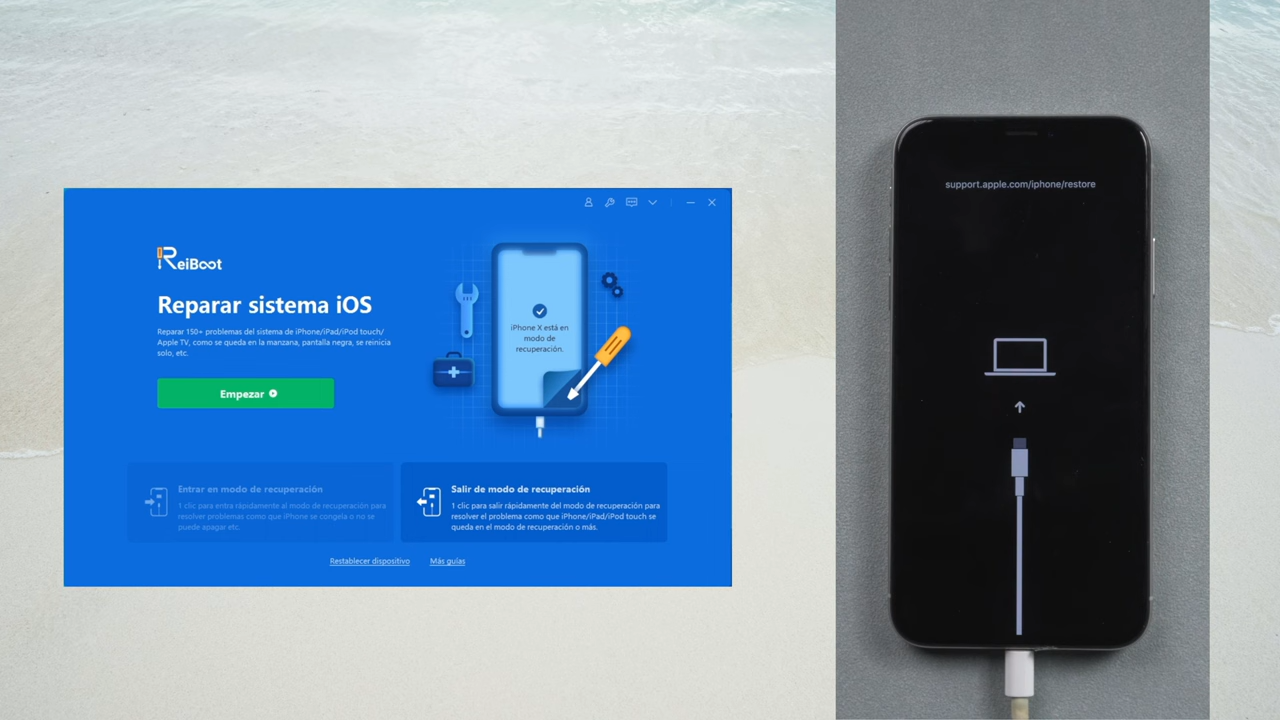 ReiBoot
Reparar sistema iOS
Reparar 150+ problemas del sistema de iPhone/iPad/iPod touch/
Apple TV, como se queda en la manzana, pantalla negra, se reinicia
solo, etc.
Empezar
iPhone X está en
modo de
recuperación.
Entrar en modo de recuperación
1 clic para entra rápidamente al modo de recuperación para
resolver problemas como que iPhone se congela o no se
puede apagar etc.
Salir de modo de recuperación
1 clic para salir rápidamente del modo de recuperación para
resolver el problema como que iPhone/iPad/iPod touch se
queda en el modo de recuperación o más.
Restablecer dispositivo
Más guías
support.apple.com/iphone/restore